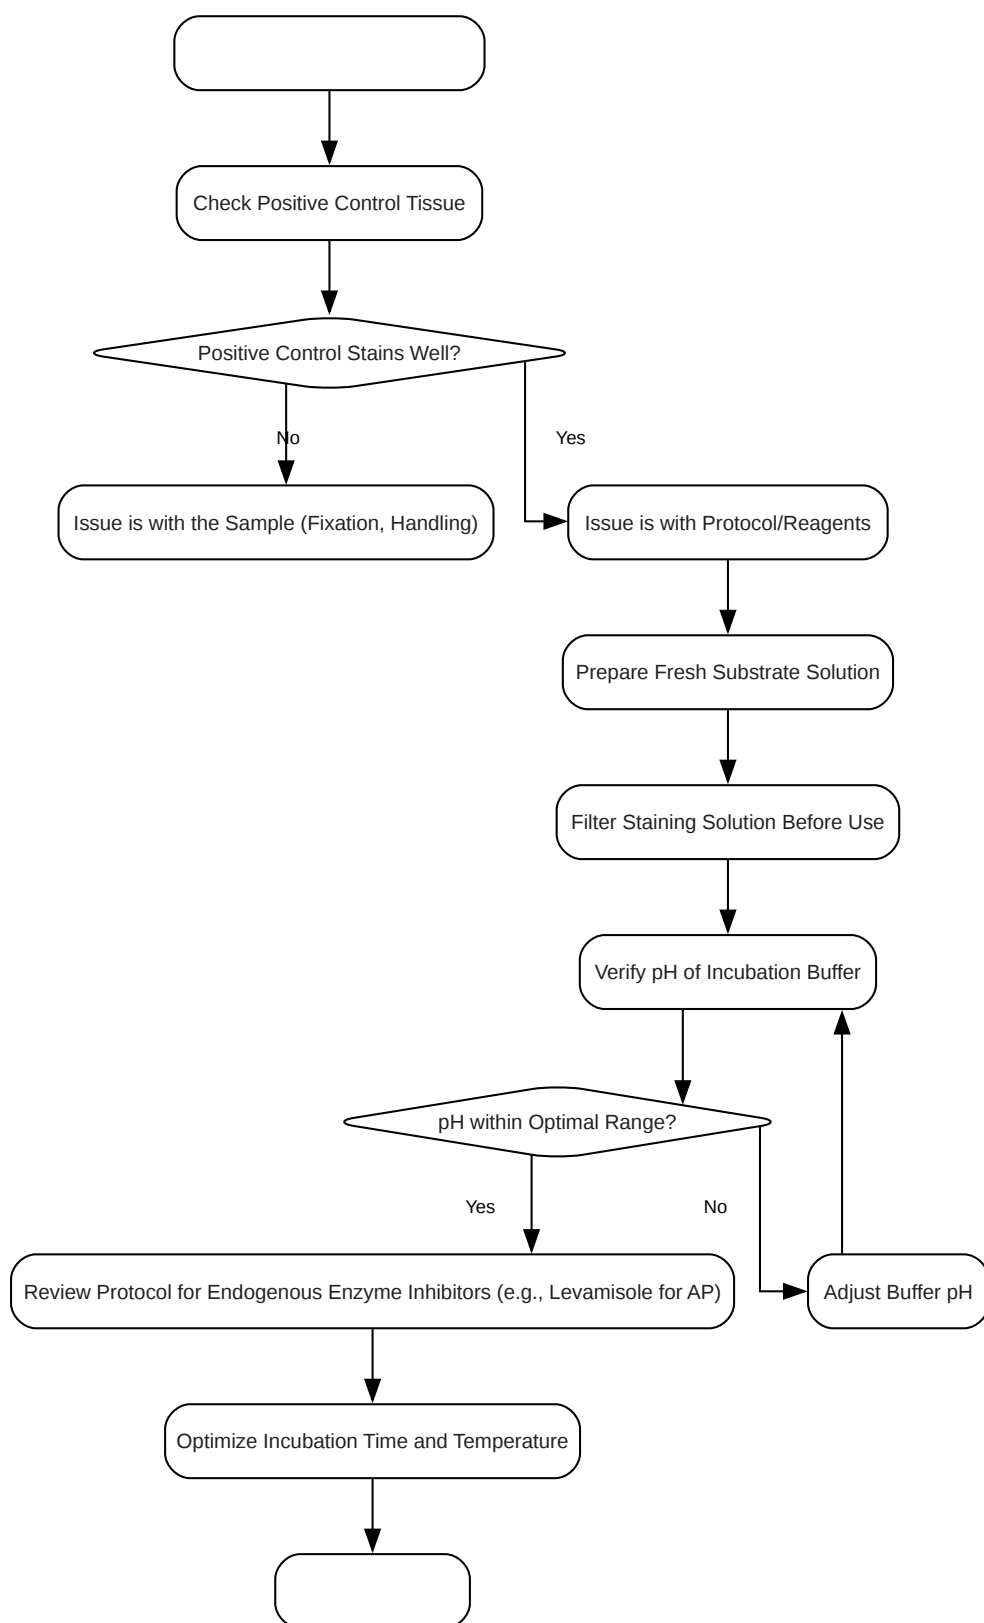 Check Positive Control Tissue
Positive Control Stains Well?
No
Yes
Issue is with the Sample (Fixation, Handling)
Issue is with Protocol/Reagents
Prepare Fresh Substrate Solution
Filter Staining Solution Before Use
Verify pH of Incubation Buffer
pH within Optimal Range?
Yes
No
Review Protocol for Endogenous Enzyme Inhibitors (e.g., Levamisole for AP)
Adjust Buffer pH
Optimize Incubation Time and Temperature